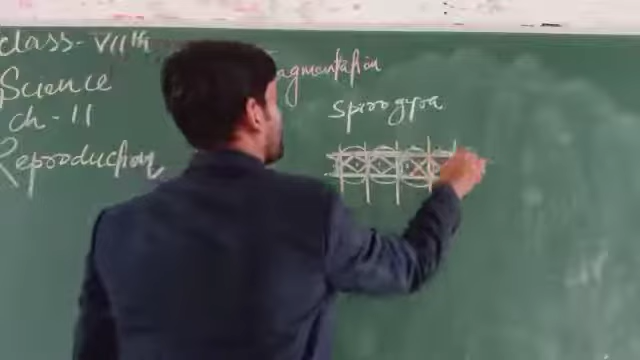 class - VIIth
Science
ch - 11
Reproduction
agmentation
spirogyra